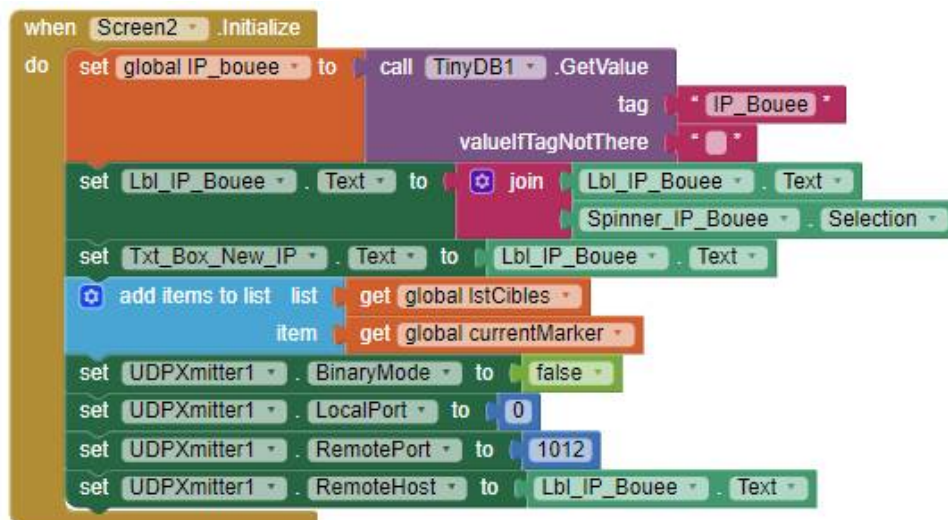 when Screen2 .Initialize
do set global IP_bouee to call TinyDB1 .GetValue
tag " IP_Bouee "
valueIfTagNotThere " "
set Lbl_IP_Bouee . Text to join Lbl_IP_Bouee . Text
Spinner_IP_Bouee . Selection
set Txt_Box_New_IP . Text to Lbl_IP_Bouee . Text
add items to list list get global lstCibles
item get global currentMarker
set UDPXmitter1 . BinaryMode to false
set UDPXmitter1 . LocalPort to 0
set UDPXmitter1 . RemotePort to 1012
set UDPXmitter1 . RemoteHost to Lbl_IP_Bouee . Text